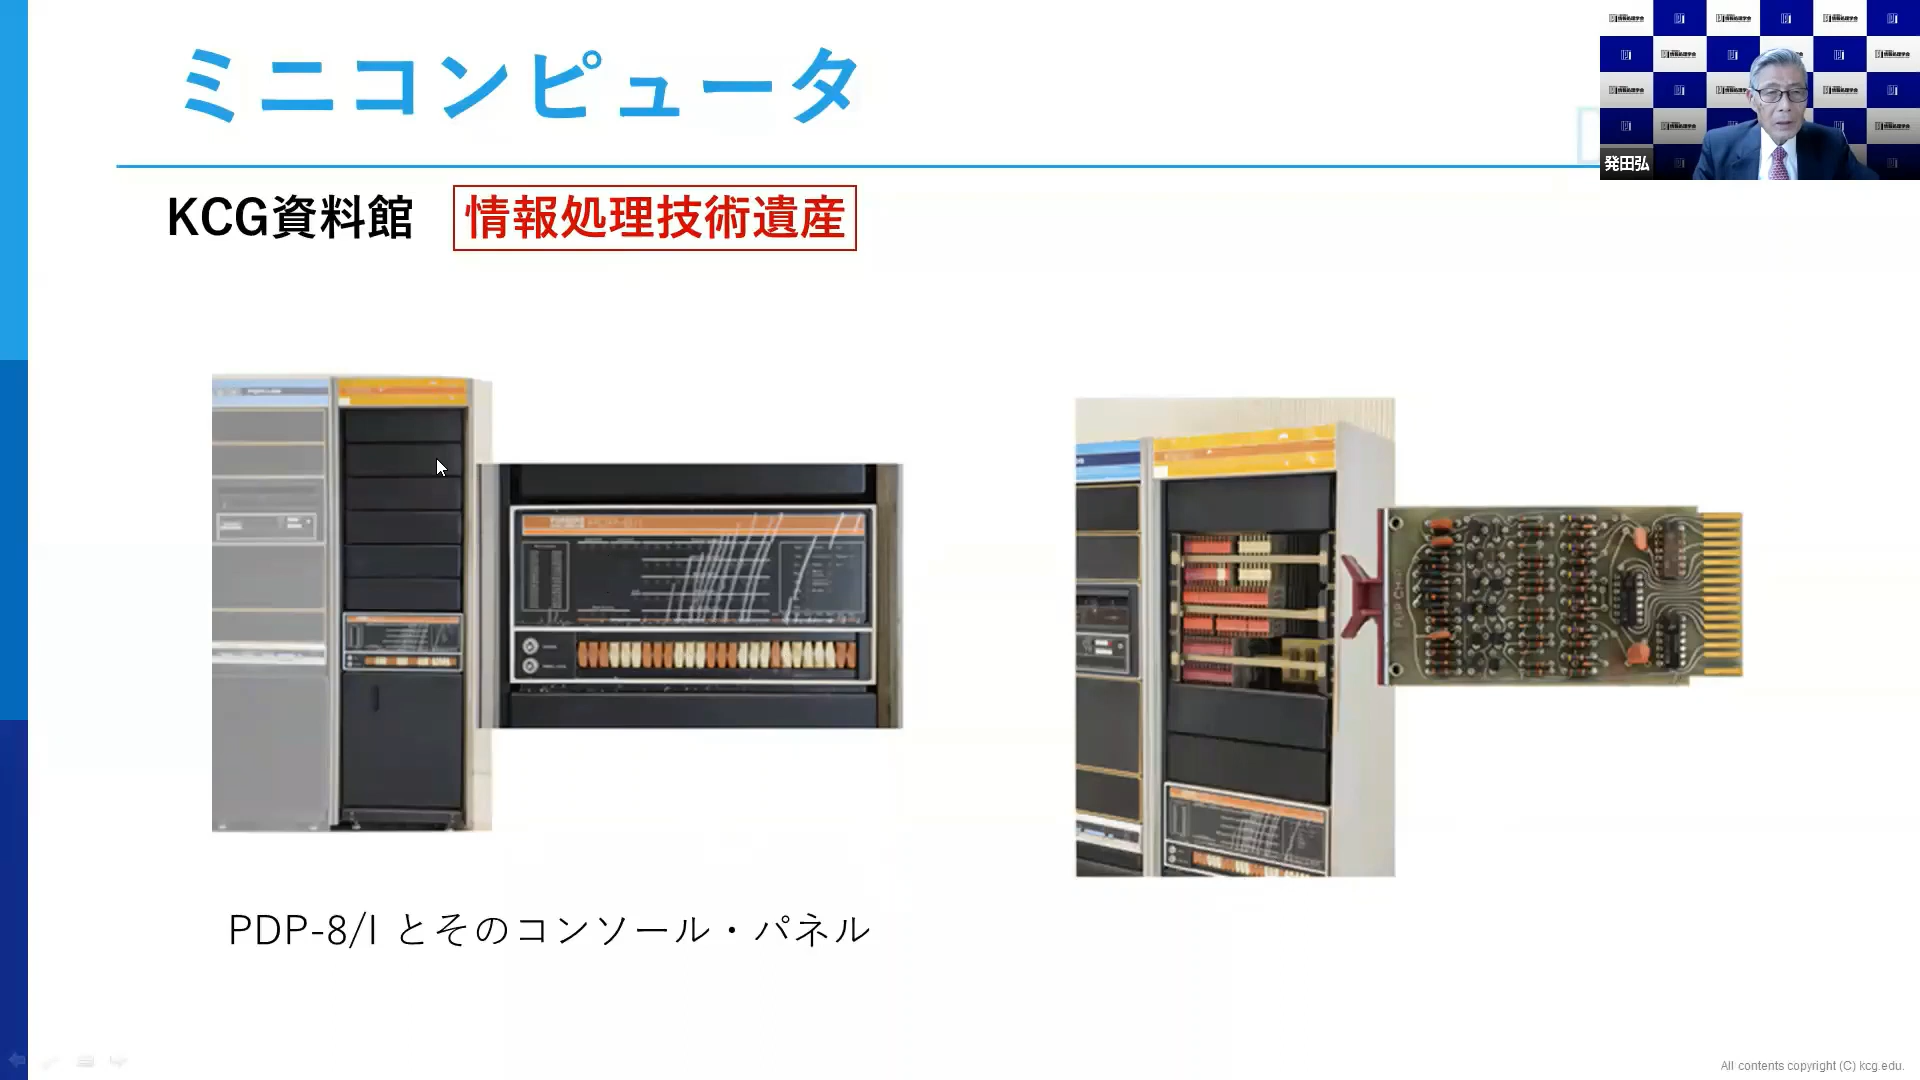 ミニコンピュータ
KCG資料館
情報処理技術遺産
発田弘
PDP-8/I とそのコンソール・パネル
FLIP CHIP
All contents copyright (C) kcg.edu.